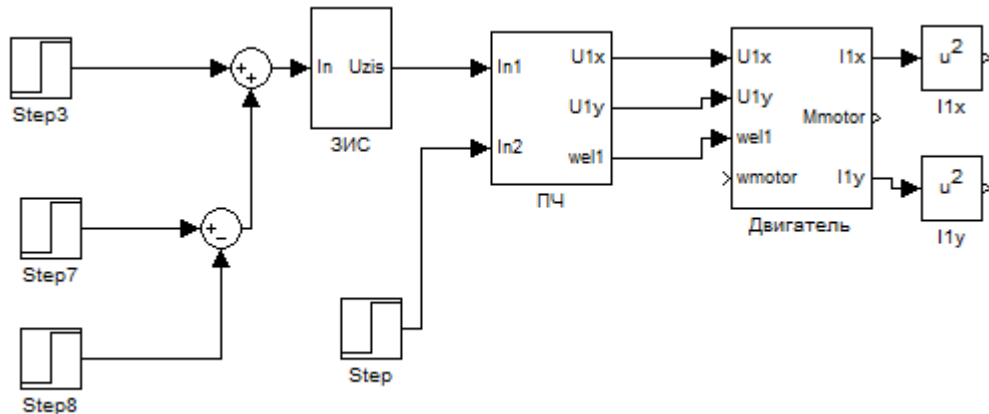 Step3
In Uzis
ЗИС
In1
In2
U1x
U1y
wel1
ПЧ
U1x
U1y
wel1
wmotor
I1x
Mmotor
I1y
Двигатель
u²
I1x
u²
I1y
Step7
Step
Step8